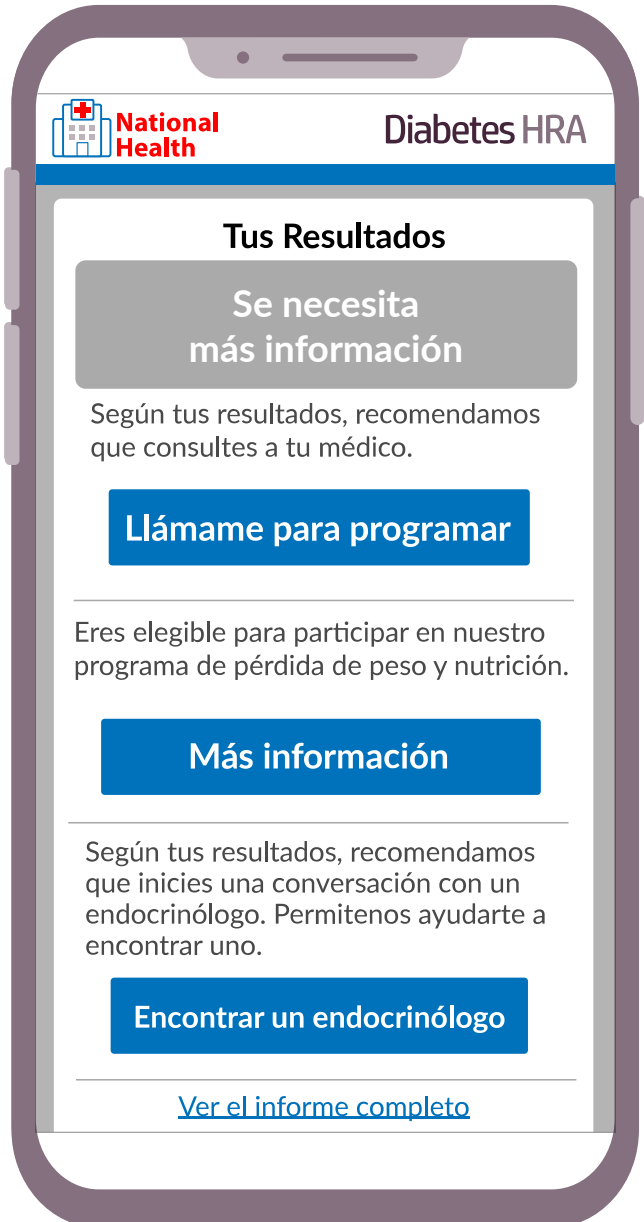 National
Health
Diabetes HRA
Tus Resultados
Se necesita
más información
Según tus resultados, recomendamos
que consultes a tu médico.
Llámame para programar
Eres elegible para participar en nuestro
programa de pérdida de peso y nutrición.
Más información
Según tus resultados, recomendamos
que inicies una conversación con un
endocrinólogo. Permitenos ayudarte a
encontrar uno.
Encontrar un endocrinólogo
Ver el informe completo